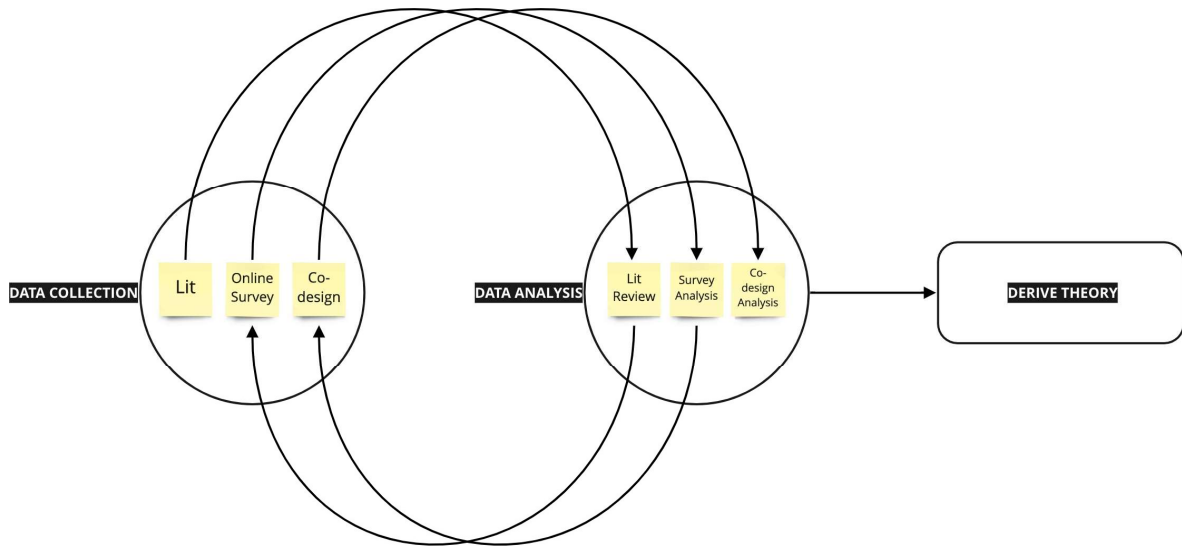 DATA COLLECTION
Lit
Online
Survey
Co-
design
DATA ANALYSIS
Lit
Review
Survey
Analysis
Co-
design
Analysis
DERIVE THEORY